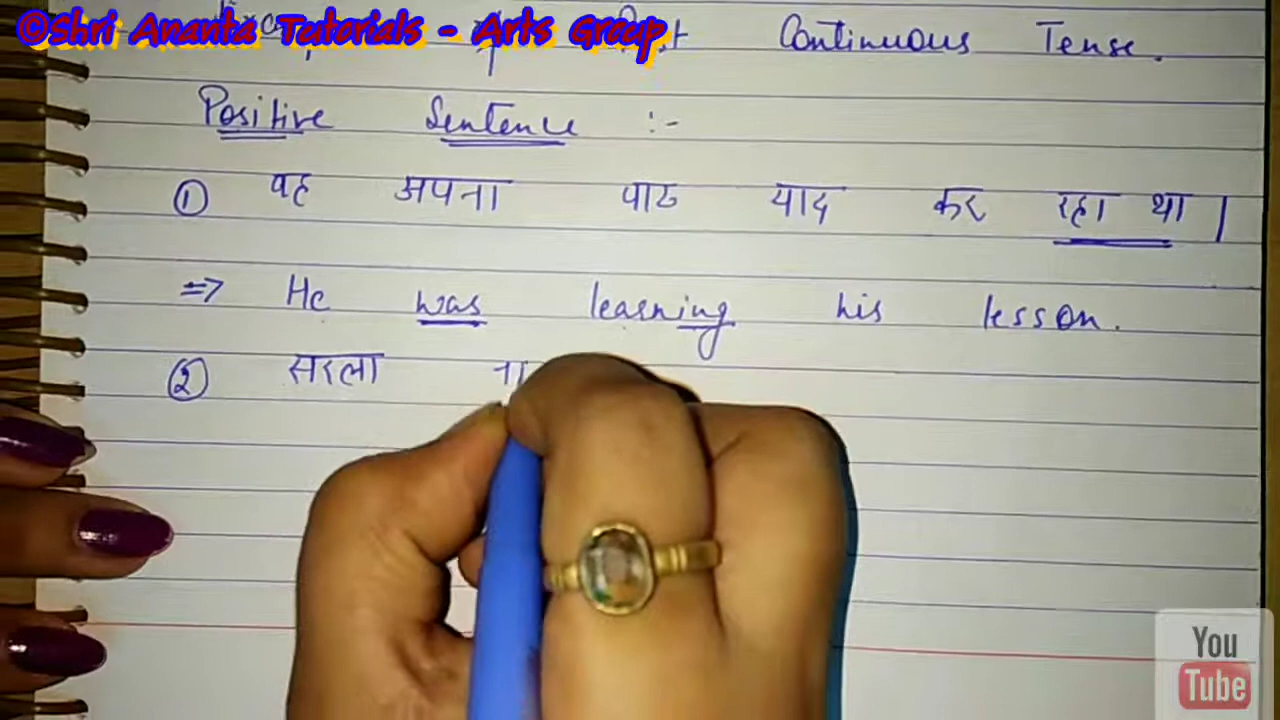 ©Shri Ananta Tutorials - Arts Group
Continuous Tense.
Positive Sentence :-
① वह अपना पाठ याद कर रहा था |
⇒ He was learning his lesson.
② सरला ना
You
Tube